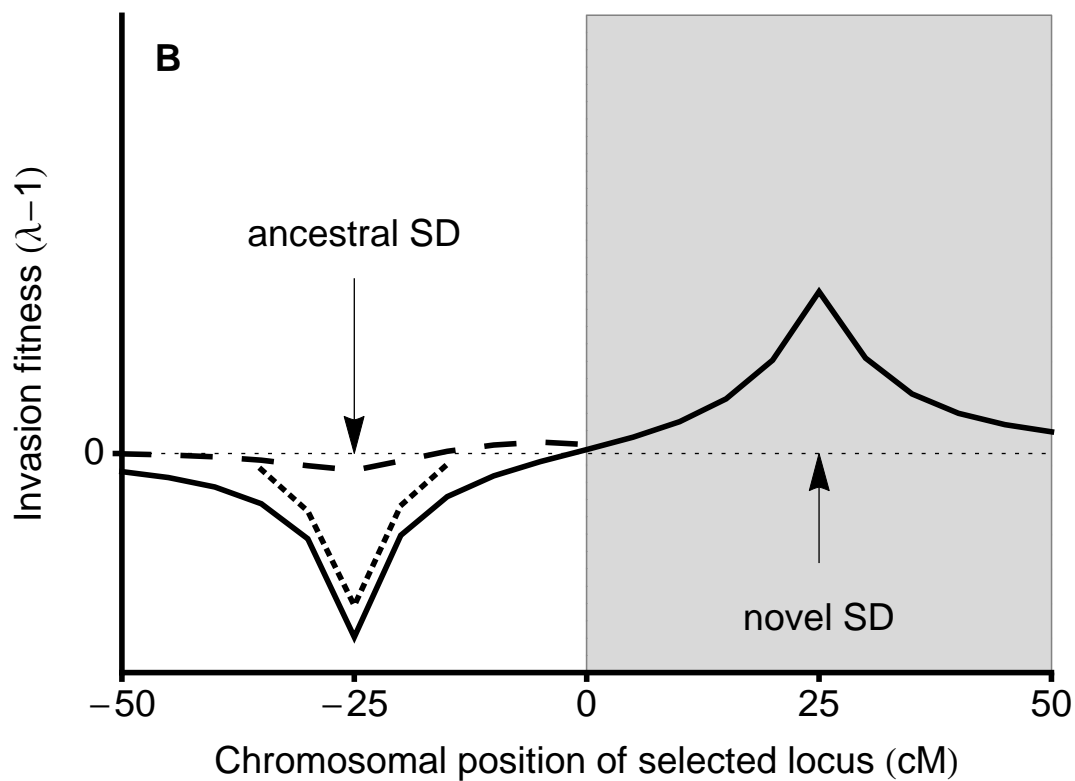 B
ancestral SD
Invasion fitness (λ−1)
0
novel SD
−50 −25 0 25 50
Chromosomal position of selected locus (cM)